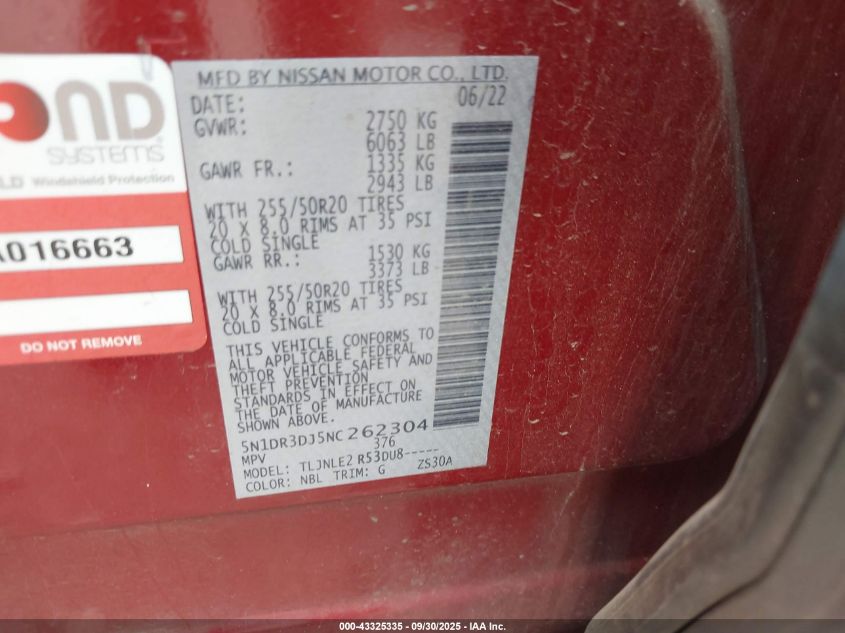 OND
SYSTEMS
LD Windshield Protection
A016663
DO NOT REMOVE
MFD BY NISSAN MOTOR CO., LTD.
DATE: 06/22
GVWR: 2750 KG
6063 LB
GAWR FR.: 1335 KG
2943 LB
WITH 255/50R20 TIRES
20 X 8.0 RIMS AT 35 PSI
COLD SINGLE
GAWR RR.: 1530 KG
3373 LB
WITH 255/50R20 TIRES
20 X 8.0 RIMS AT 35 PSI
COLD SINGLE
THIS VEHICLE CONFORMS TO
ALL APPLICABLE FEDERAL
MOTOR VEHICLE SAFETY AND
THEFT PREVENTION
STANDARDS IN EFFECT ON
THE DATE OF MANUFACTURE
SHOWN ABOVE.
5N1DR3DJ5NC262304
MPV 376
MODEL: TLJNLE2 R53DU8-----
COLOR: NBL TRIM: G ZS30A
000-43325335 - 09/30/2025 - IAA Inc.